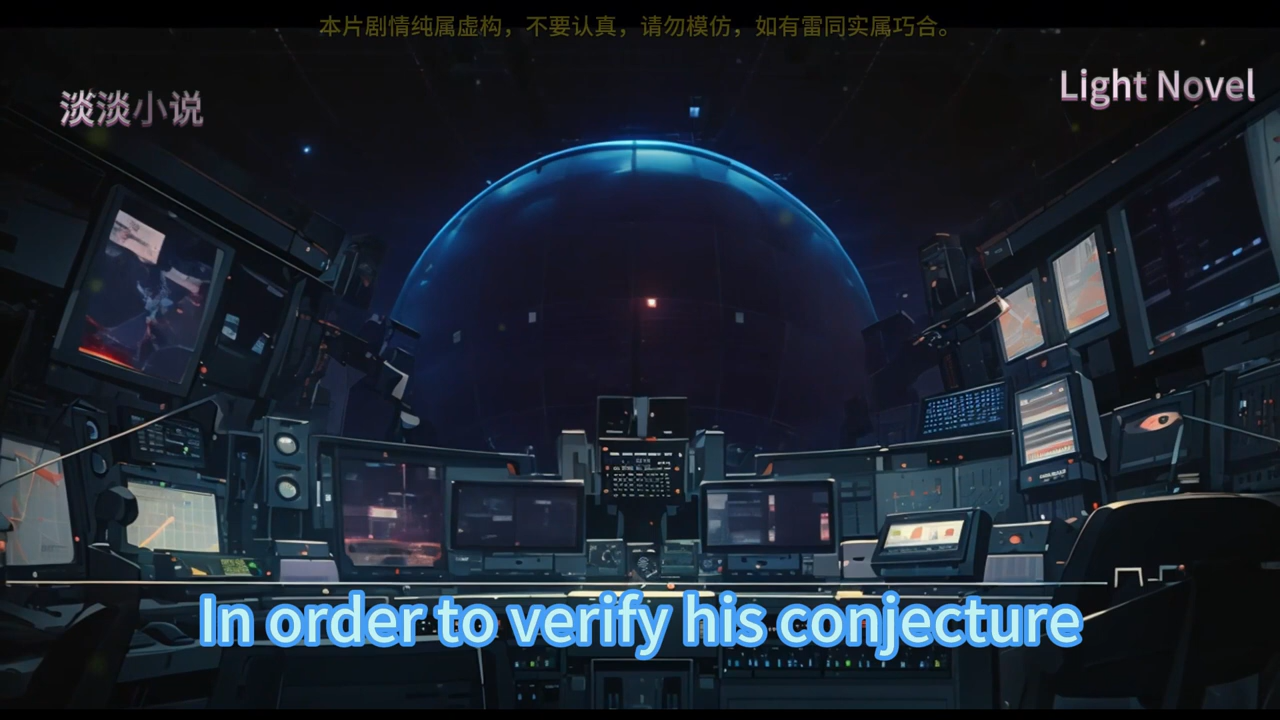 本片剧情纯属虚构，不要认真，请勿模仿，如有雷同实属巧合。
淡淡小说
Light Novel
In order to verify his conjecture